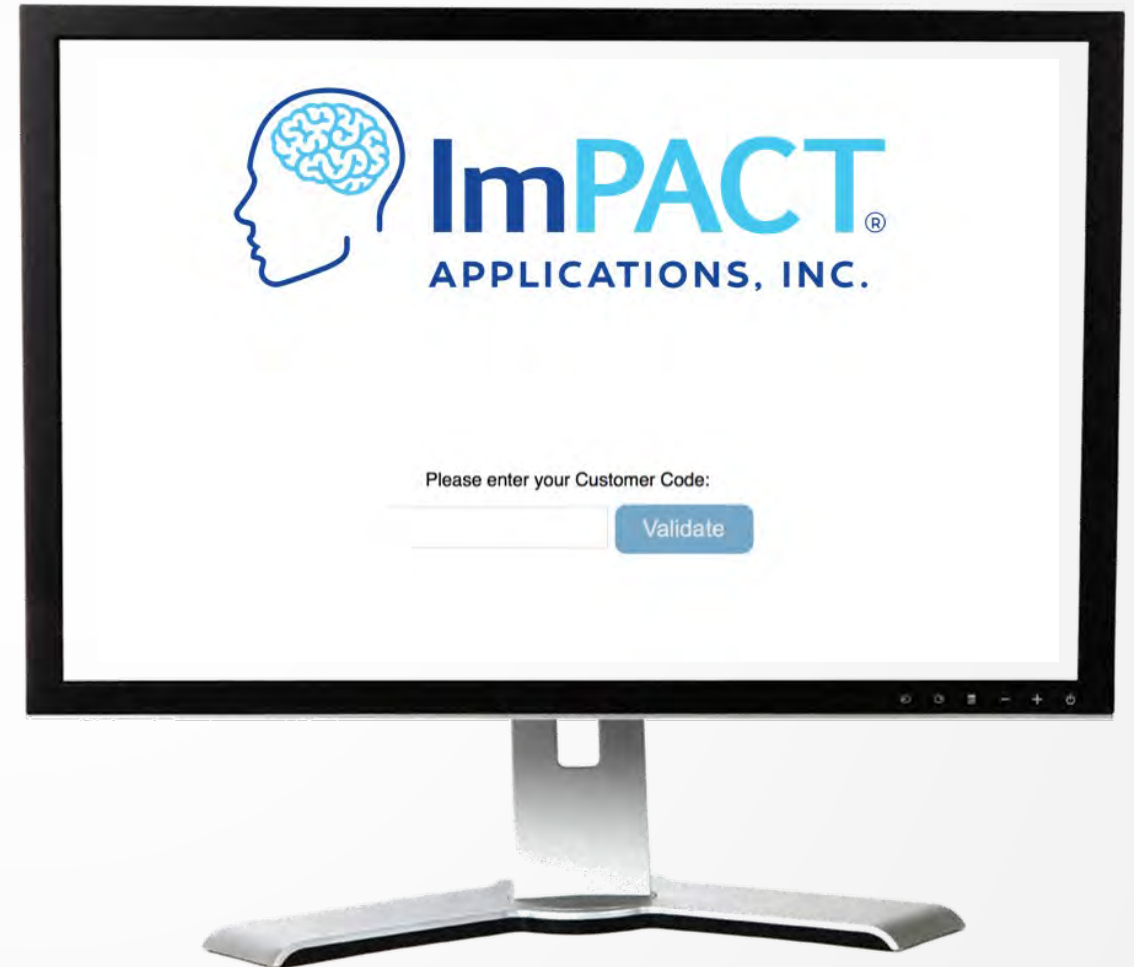 ImPACT®
APPLICATIONS, INC.
Please enter your Customer Code:
Validate